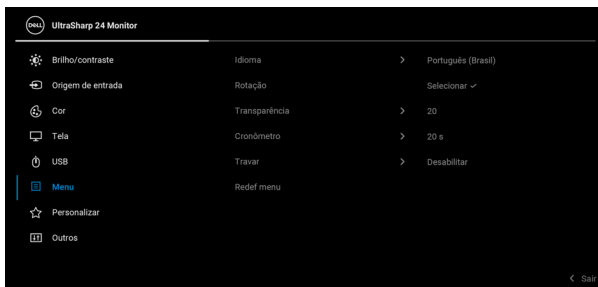 DELL UltraSharp 24 Monitor
Brilho/contraste Idioma > Português (Brasil)
Origem de entrada Rotação Selecionar ✓
Cor Transparência > 20
Tela Cronômetro > 20 s
USB Travar > Desabilitar
Menu Redef menu
Personalizar
Outros
< Sair